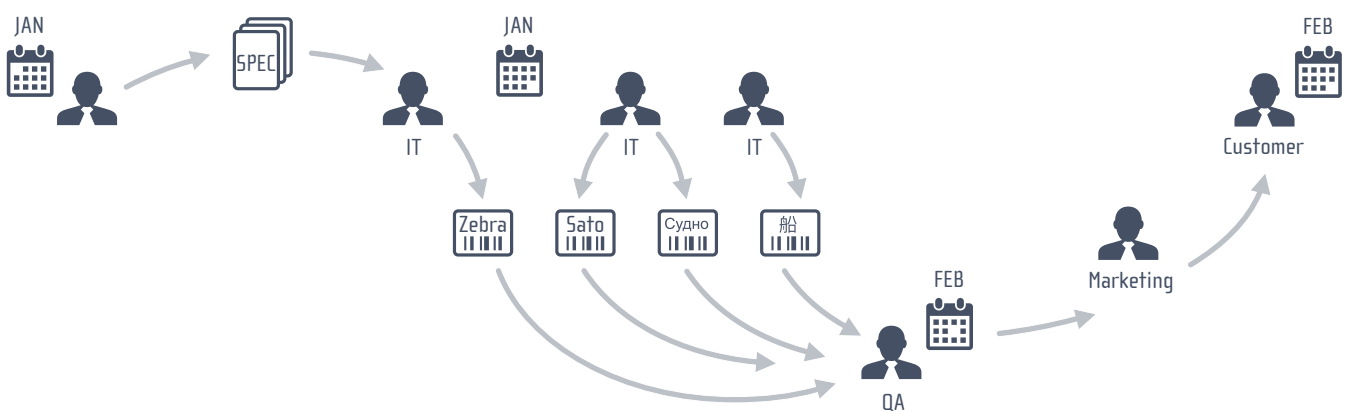 JAN
SPEC
IT
JAN
IT
IT
Zebra
Sato
Судно
船
FEB
QA
Marketing
Customer
FEB